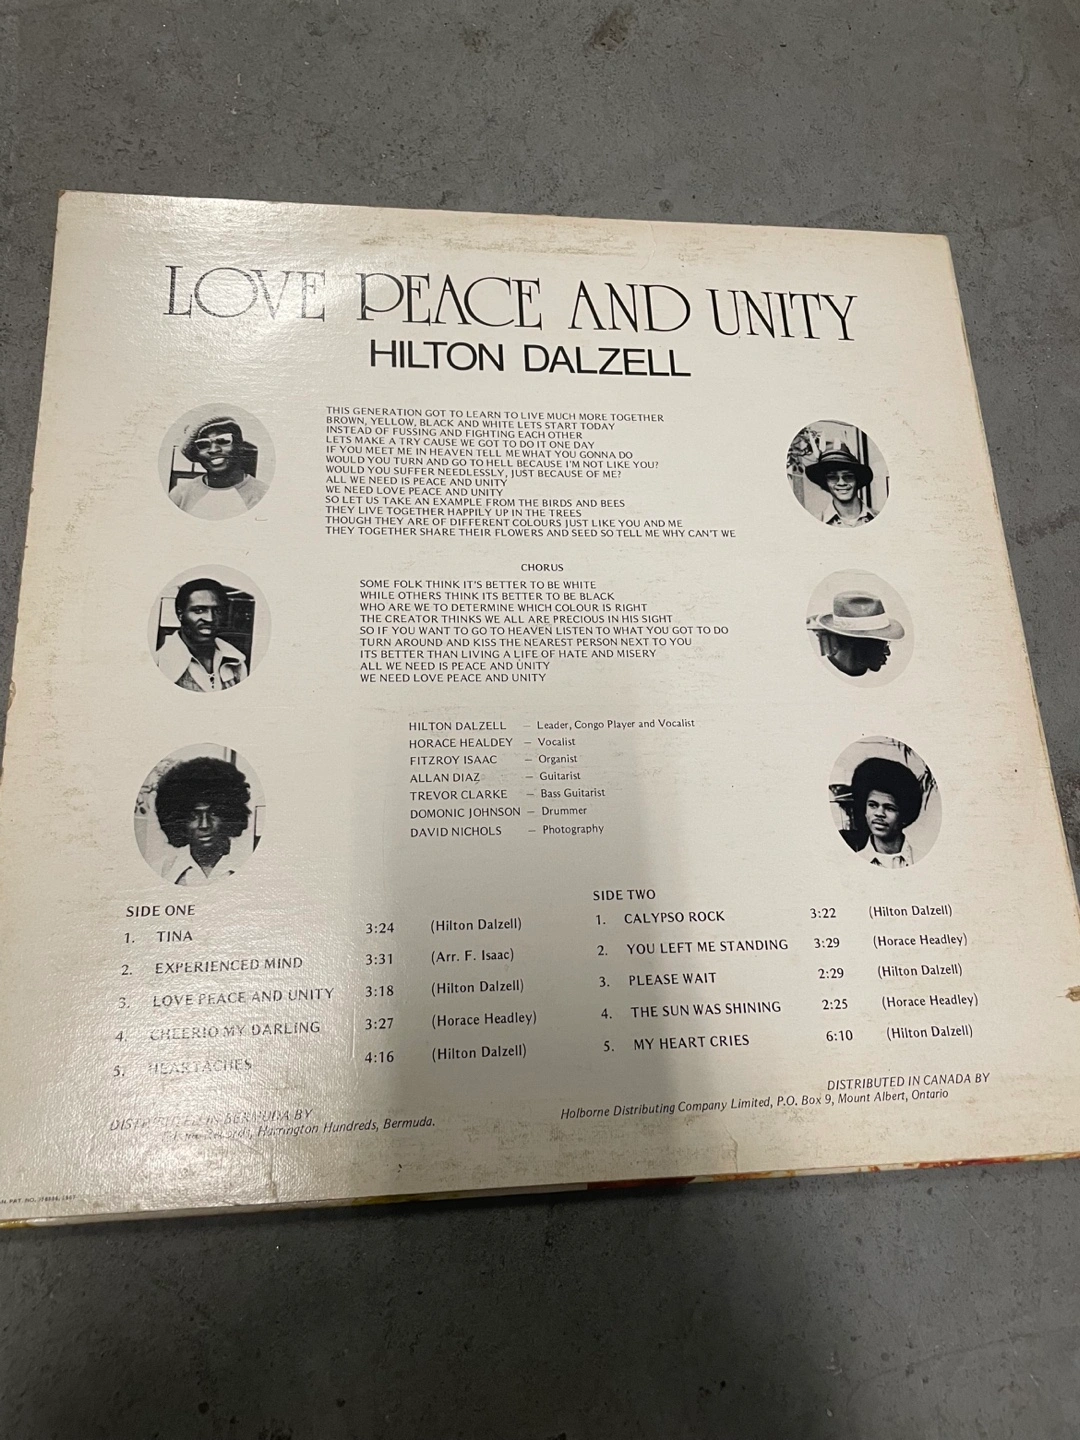 LOVE PEACE AND UNITY
HILTON DALZELL
THIS GENERATION GOT TO LEARN TO LIVE MUCH MORE TOGETHER
BROWN, YELLOW, BLACK AND WHITE LETS START TODAY
INSTEAD OF FUSSING AND FIGHTING EACH OTHER
LETS MAKE A TRY CAUSE WE GOT TO DO IT ONE DAY
IF YOU MEET ME IN HEAVEN TELL ME WHAT YOU GONNA DO
WOULD YOU TURN AND GO TO HELL BECAUSE I'M NOT LIKE YOU?
WOULD YOU SUFFER NEEDLESSLY, JUST BECAUSE OF ME?
ALL WE NEED IS PEACE AND UNITY
WE NEED LOVE PEACE AND UNITY
SO LET US TAKE AN EXAMPLE FROM THE BIRDS AND BEES
THEY LIVE TOGETHER HAPPILY UP IN THE TREES
THOUGH THEY ARE OF DIFFERENT COLOURS JUST LIKE YOU AND ME
THEY TOGETHER SHARE THEIR FLOWERS AND SEED SO TELL ME WHY CAN'T WE
CHORUS
SOME FOLK THINK IT'S BETTER TO BE WHITE
WHILE OTHERS THINK ITS BETTER TO BE BLACK
WHO ARE WE TO DETERMINE WHICH COLOUR IS RIGHT
THE CREATOR THINKS WE ALL ARE PRECIOUS IN HIS SIGHT
SO IF YOU WANT TO GO TO HEAVEN LISTEN TO WHAT YOU GOT TO DO
TURN AROUND AND KISS THE NEAREST PERSON NEXT TO YOU
ITS BETTER THAN LIVING A LIFE OF HATE AND MISERY
ALL WE NEED IS PEACE AND UNITY
WE NEED LOVE PEACE AND UNITY
HILTON DALZELL – Leader, Congo Player and Vocalist
HORACE HEALDEY – Vocalist
FITZROY ISAAC – Organist
ALLAN DIAZ – Guitarist
TREVOR CLARKE – Bass Guitarist
DOMONIC JOHNSON – Drummer
DAVID NICHOLS – Photography
SIDE ONE
1. TINA 3:24 (Hilton Dalzell)
2. EXPERIENCED MIND 3:31 (Arr. F. Isaac)
3. LOVE PEACE AND UNITY 3:18 (Hilton Dalzell)
4. CHEERIO MY DARLING 3:27 (Horace Headley)
5. HEARTACHES 4:16 (Hilton Dalzell)
DISTRIBUTED IN BERMUDA BY
Records, Harrington Hundreds, Bermuda.
SIDE TWO
1. CALYPSO ROCK 3:22 (Hilton Dalzell)
2. YOU LEFT ME STANDING 3:29 (Horace Headley)
3. PLEASE WAIT 2:29 (Hilton Dalzell)
4. THE SUN WAS SHINING 2:25 (Horace Headley)
5. MY HEART CRIES 6:10 (Hilton Dalzell)
DISTRIBUTED IN CANADA BY
Holborne Distributing Company Limited, P.O. Box 9, Mount Albert, Ontario